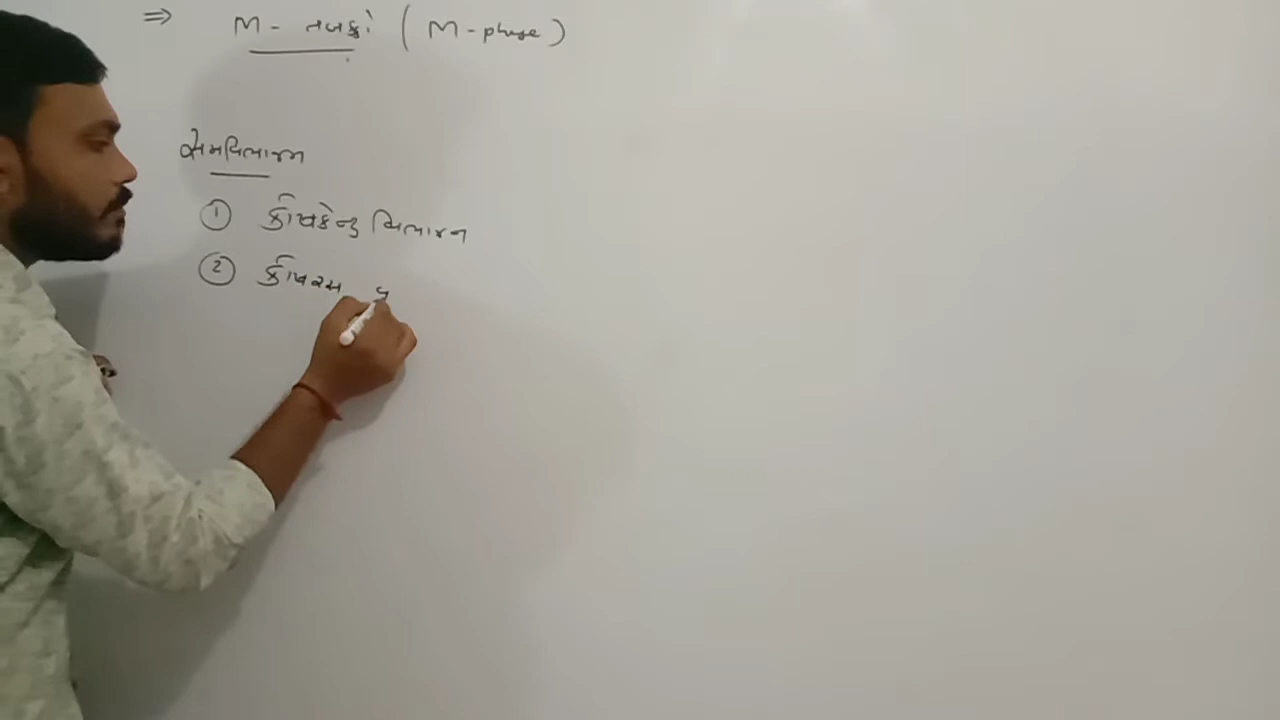 ⇒ M - તબક્કો (M-phase)
સમવિભાજન
① કોષકેન્દ્ર વિભાજન
② કોષરસ